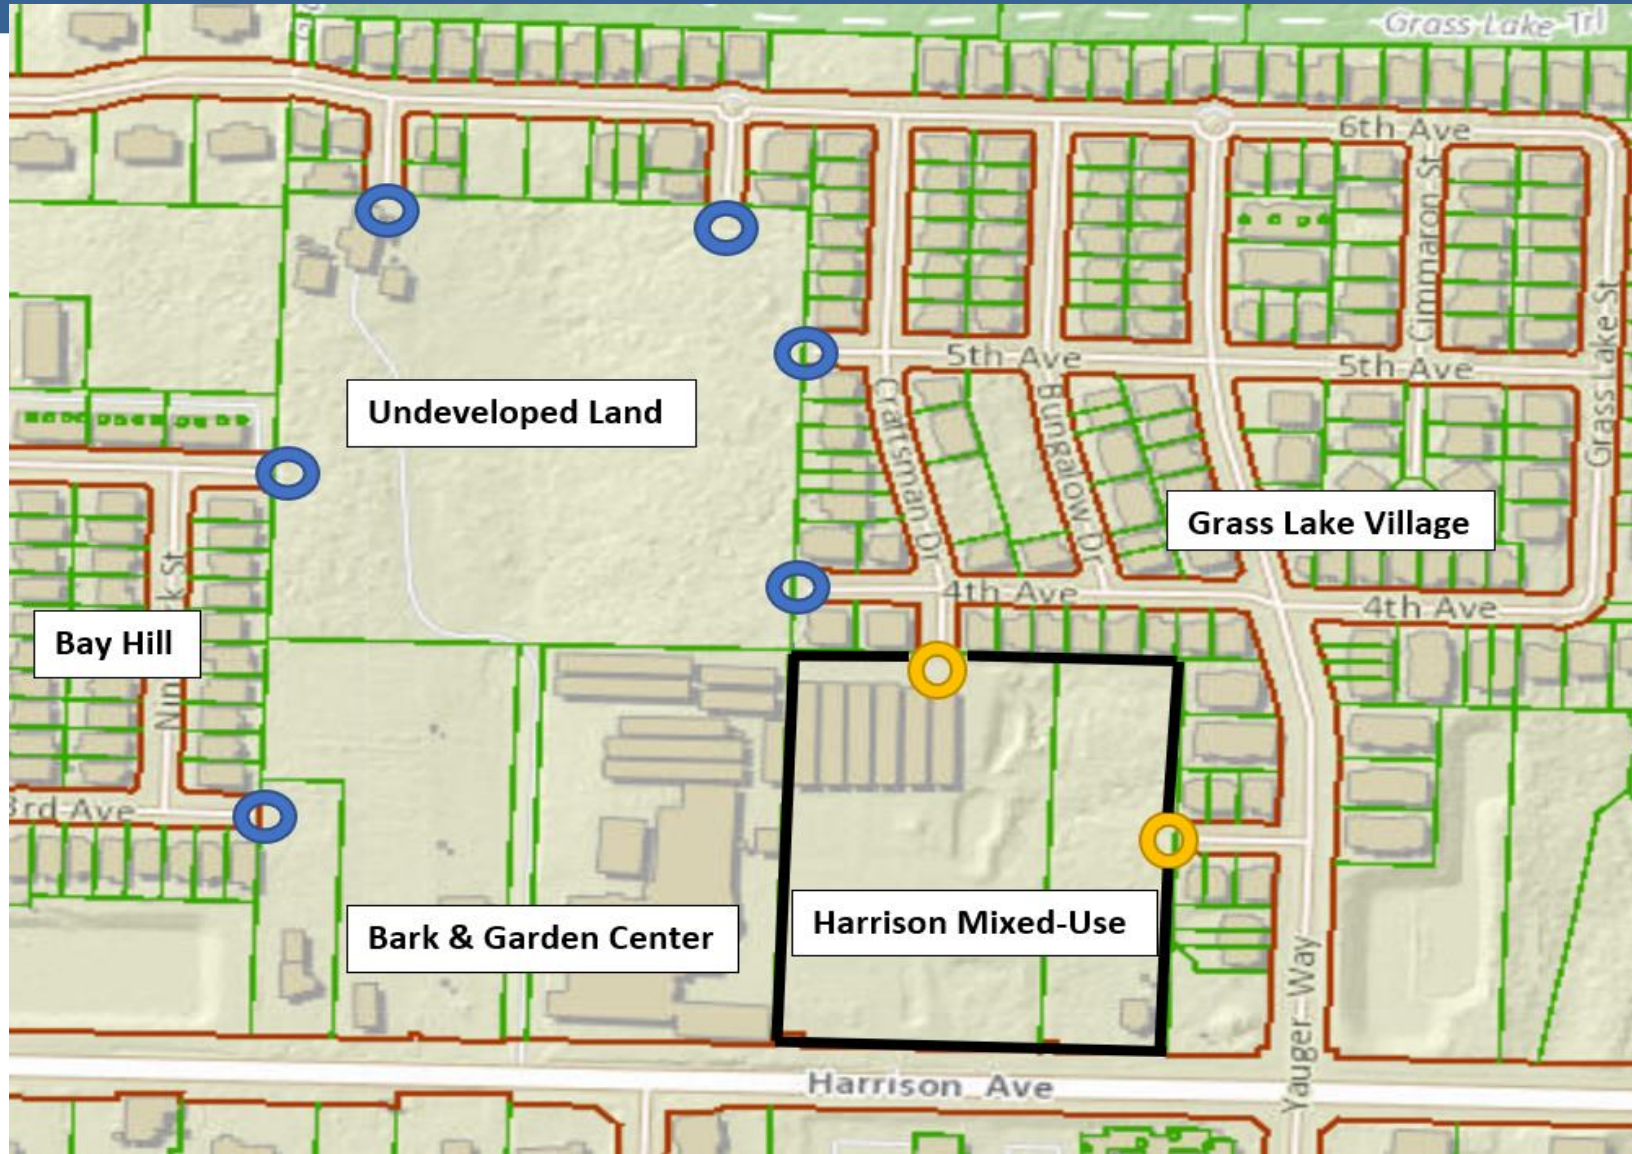 Grass Lake Trl
6th Ave
Cimmaron St
Grass Lake St
5th Ave
5th Ave
Undeveloped Land
Craftsman Dr
Bungalow Dr
Grass Lake Village
4th Ave
4th Ave
Bay Hill
3rd Ave
Bark & Garden Center
Harrison Mixed-Use
Yauger Way
Harrison Ave